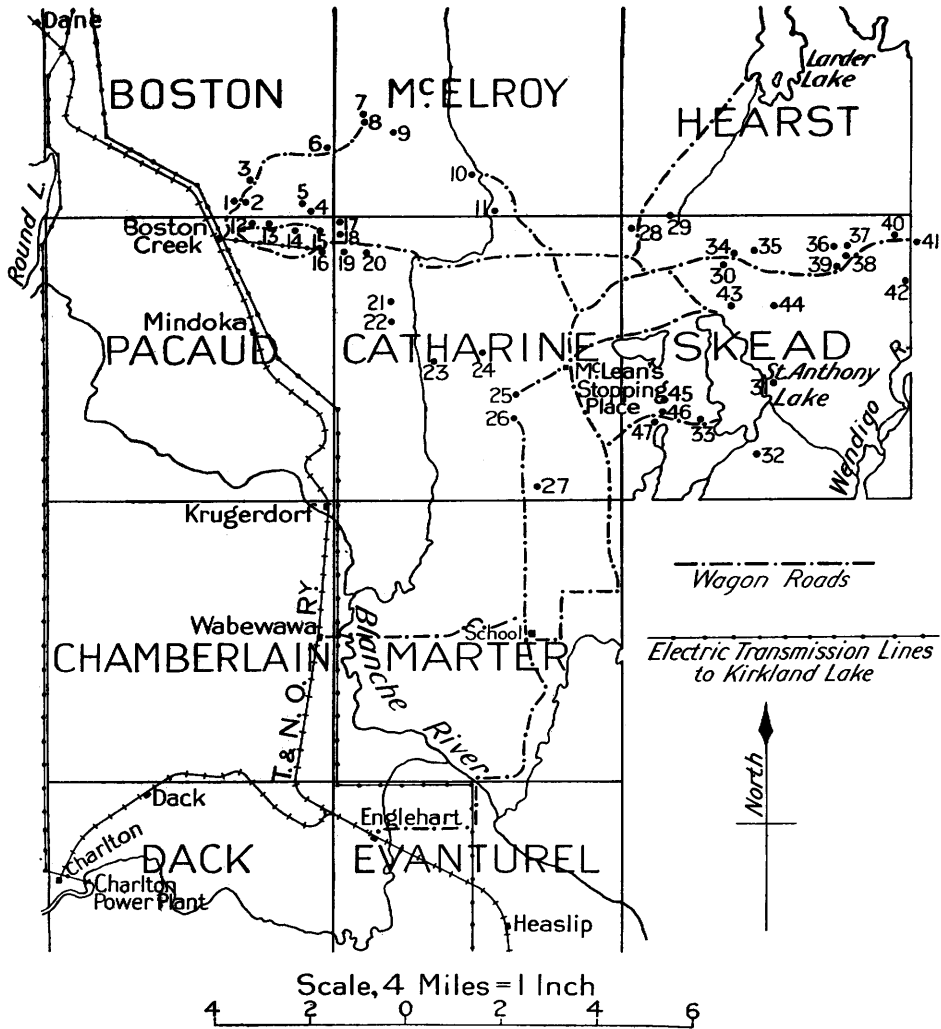 Dane
BOSTON
McELROY
Larder
Lake
HEARST
7
8
9
6
3
10
5
1 2
4
11
Round L.
12
13
14
15
17
18
Boston
Creek
16
19
20
28
29
34
35
36
37
40
41
30
39
38
42
21
22
43
44
Mindoka
PACAUD
CATHARINE
SKEAD
23
24
McLean's
Stopping
Place
31
St. Anthony
Lake
25
26
45
46
47
33
32
Wendigo R.
27
Krugerdorf
Wagon Roads
Wabewawa
School
CHAMBERLAIN
MARTER
Electric Transmission Lines
to Kirkland Lake
Blanche River
T. & N. O. RY.
North
Dack
Englehart
Charlton
DACK
EVANTUREL
Charlton
Power Plant
Heaslip
Scale, 4 Miles = 1 Inch
4 2 0 2 4 6